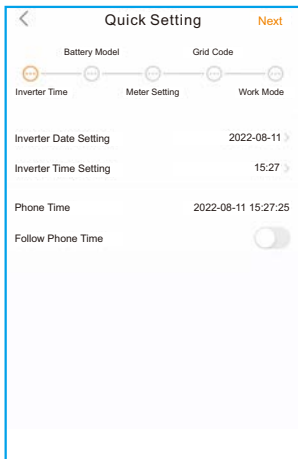 Quick Setting Next
Battery Model Grid Code
Inverter Time Meter Setting Work Mode
Inverter Date Setting 2022-08-11
Inverter Time Setting 15:27
Phone Time 2022-08-11 15:27:25
Follow Phone Time